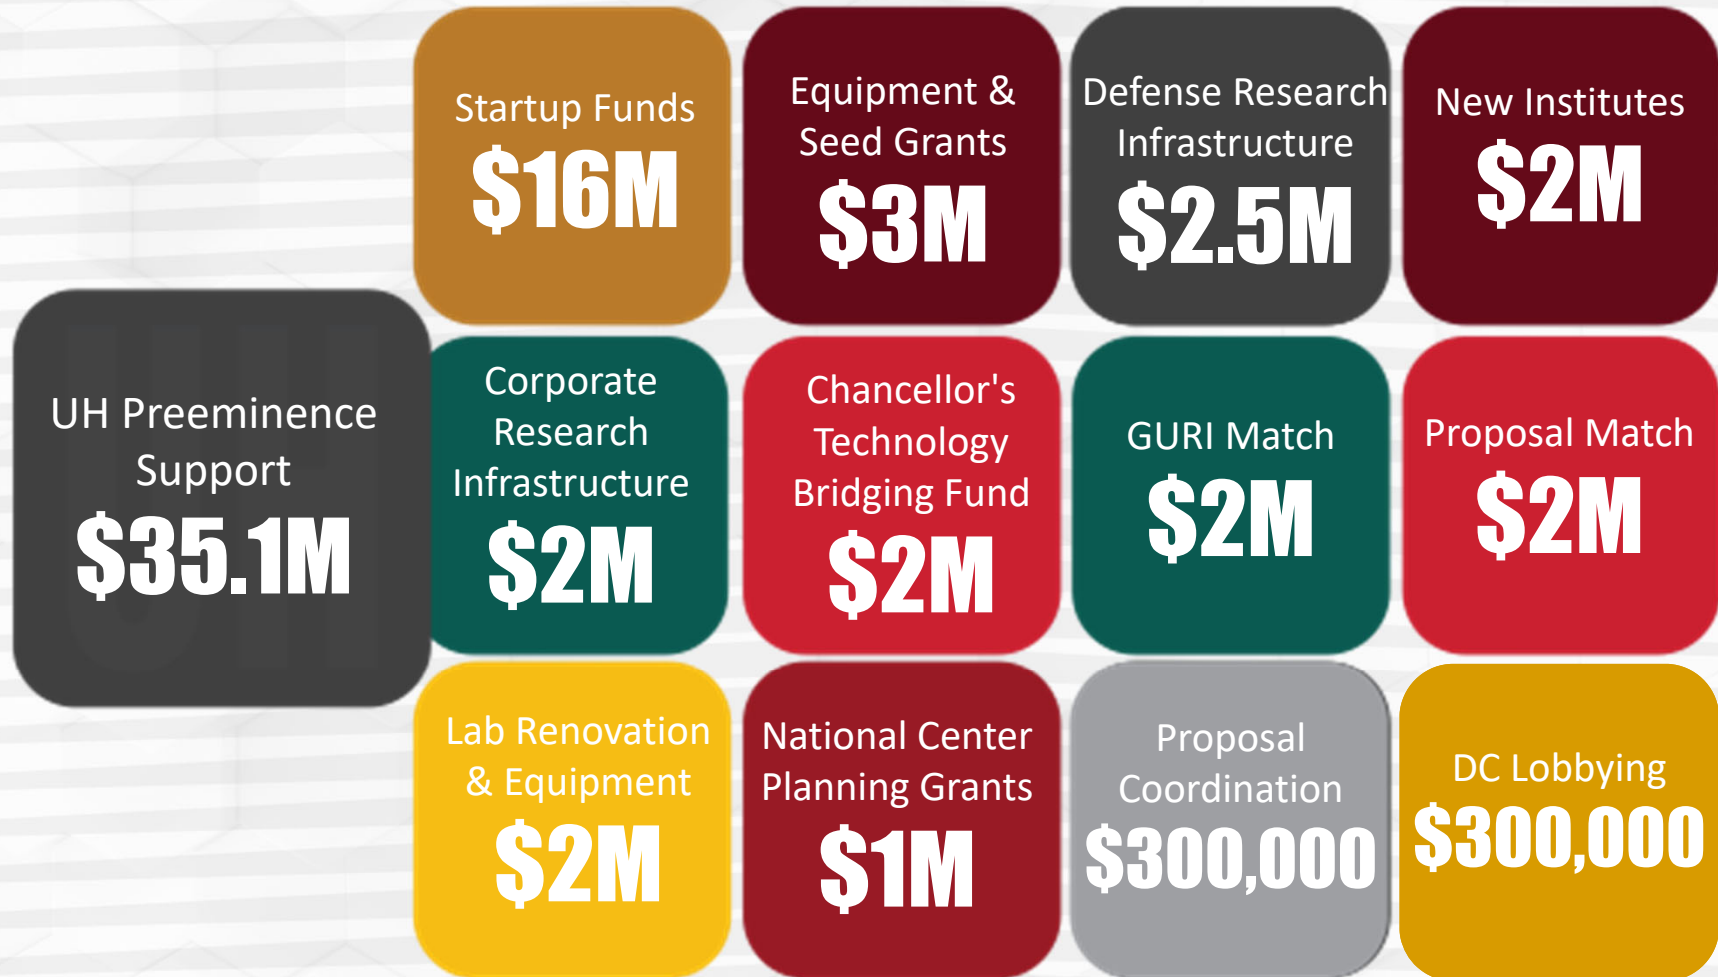 UH Preeminence
Support
$35.1M
Startup Funds
$16M
Equipment &
Seed Grants
$3M
Defense Research
Infrastructure
$2.5M
New Institutes
$2M
Corporate
Research
Infrastructure
$2M
Chancellor's
Technology
Bridging Fund
$2M
GURI Match
$2M
Proposal Match
$2M
Lab Renovation
& Equipment
$2M
National Center
Planning Grants
$1M
Proposal
Coordination
$300,000
DC Lobbying
$300,000
UH